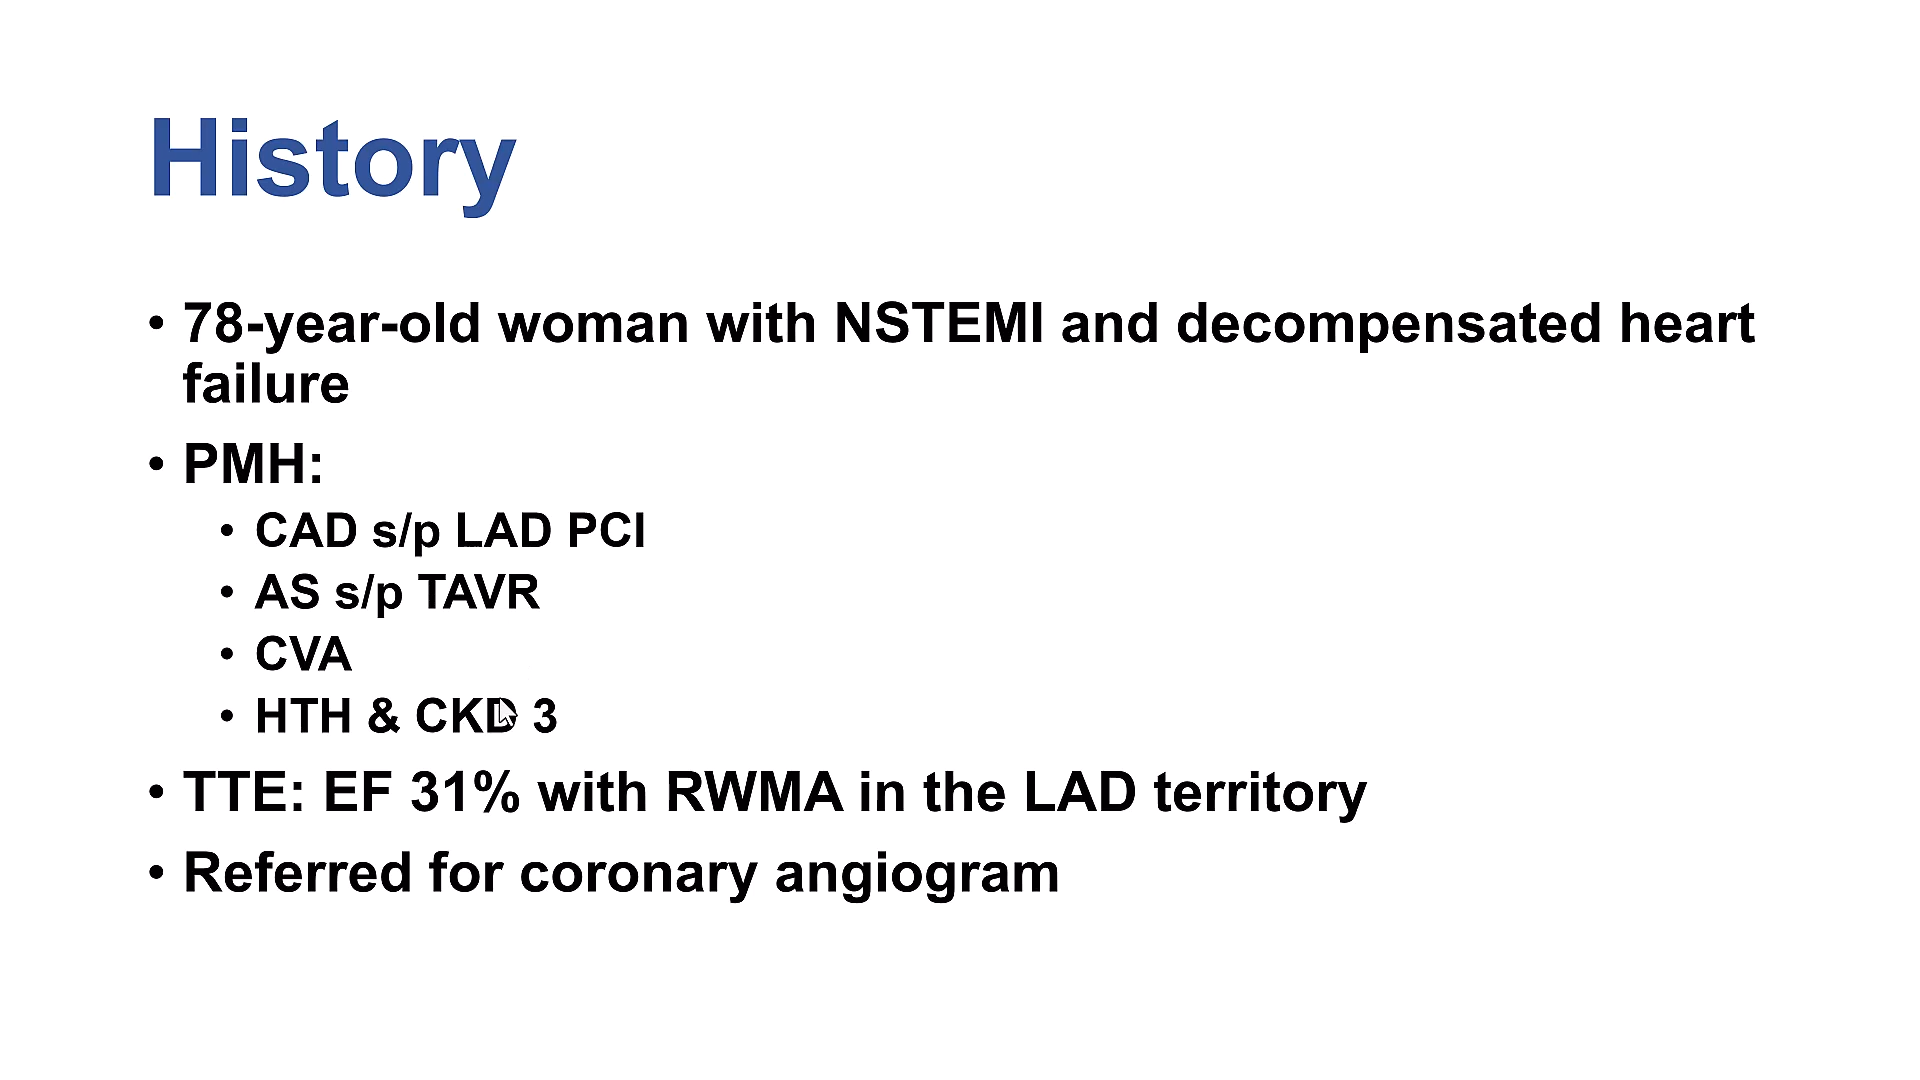 History
• 78-year-old woman with NSTEMI and decompensated heart
failure
• PMH:
• CAD s/p LAD PCI
• AS s/p TAVR
• CVA
• HTH & CKD 3
• TTE: EF 31% with RWMA in the LAD territory
• Referred for coronary angiogram